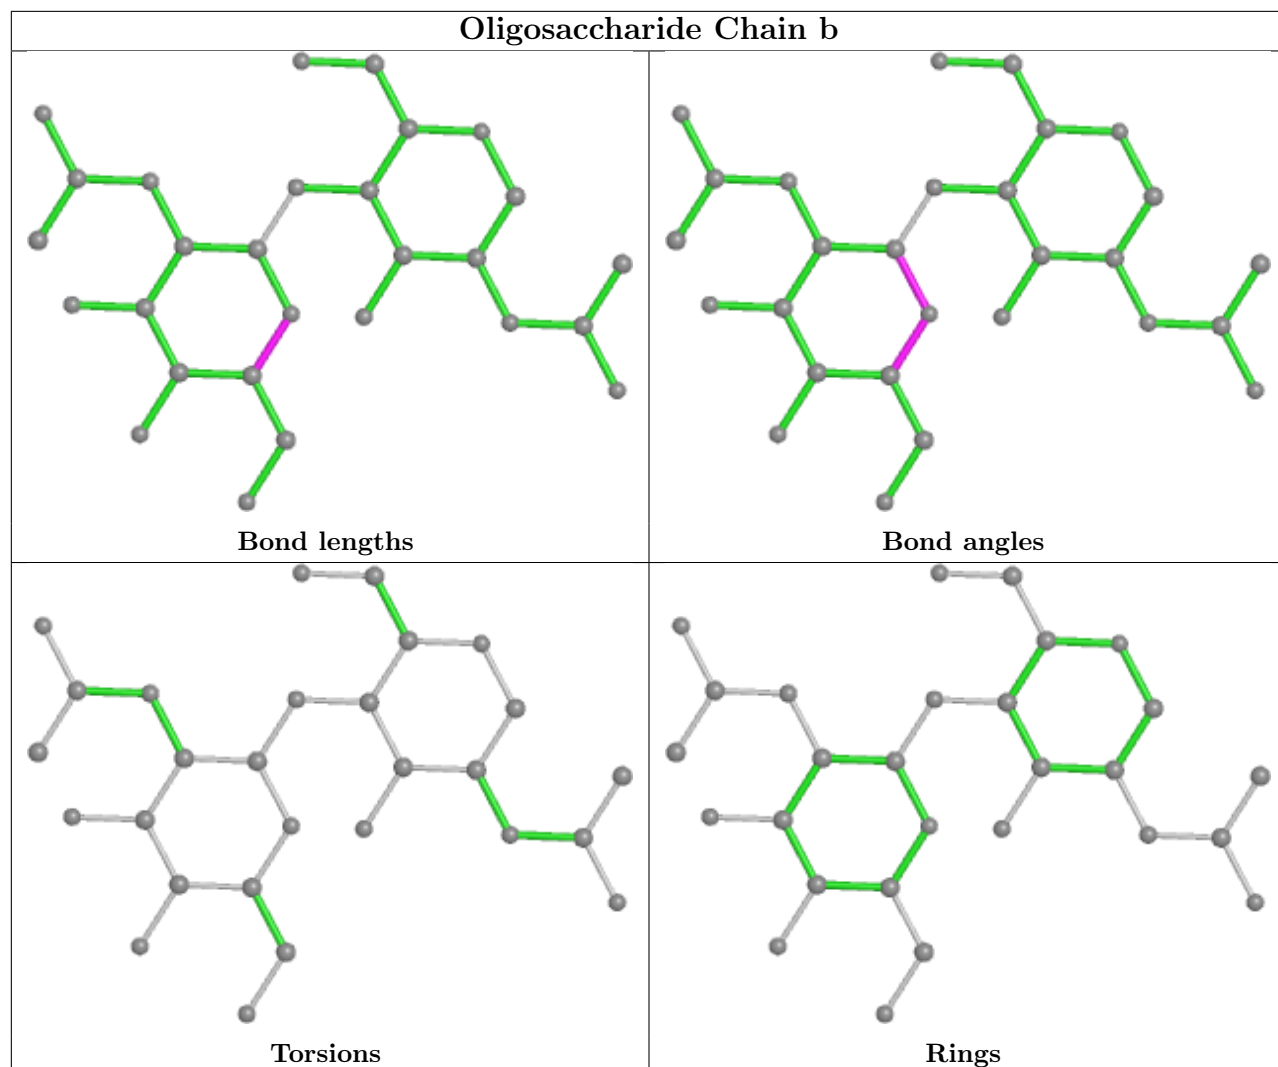 Oligosaccharide Chain b
Bond lengths
Bond angles
Torsions
Rings